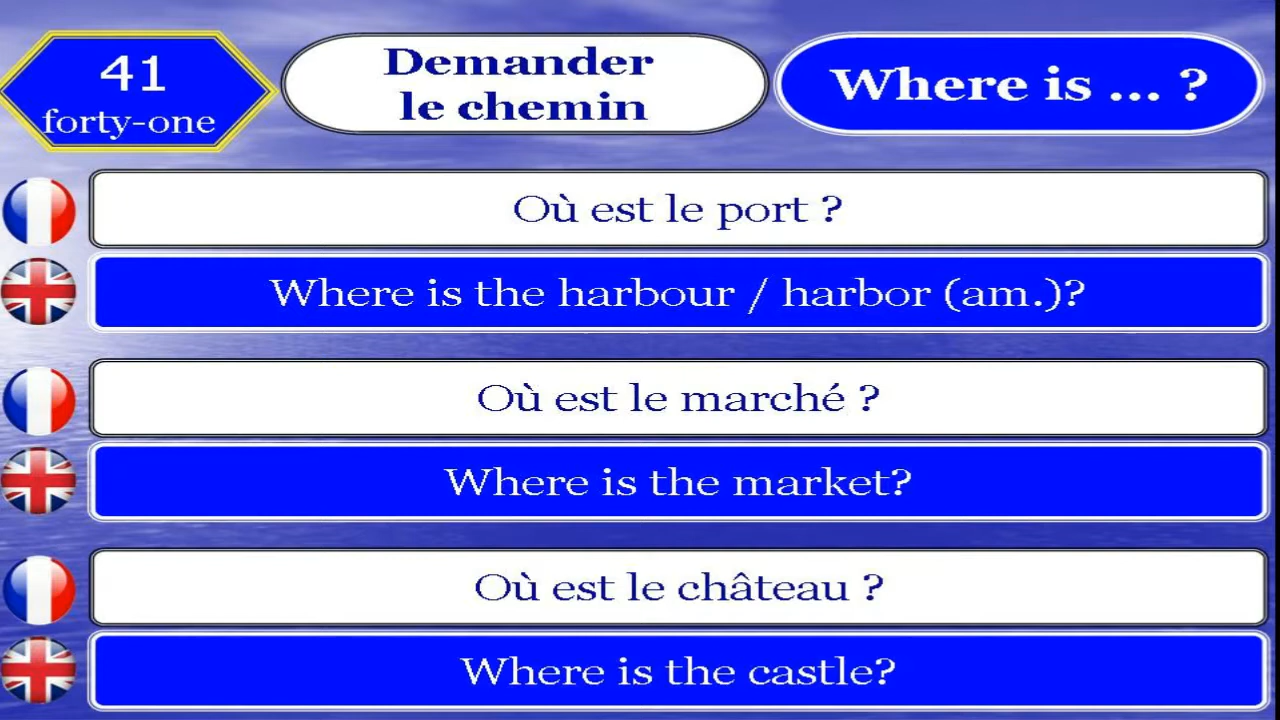 41
forty-one
Demander
le chemin
Where is ... ?
Où est le port ?
Where is the harbour / harbor (am.)?
Où est le marché ?
Where is the market?
Où est le château ?
Where is the castle?